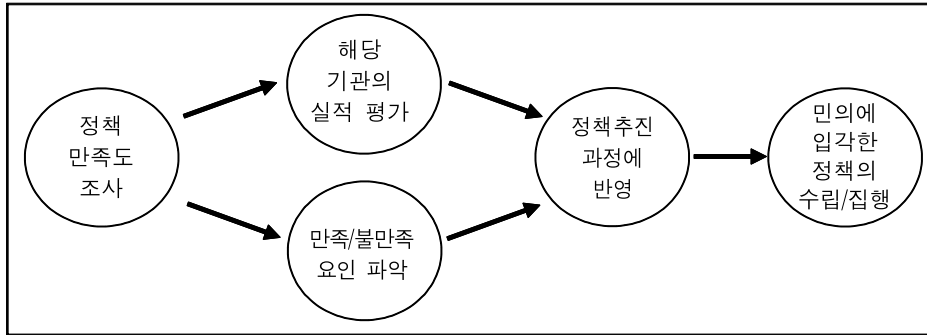 정책
만족도
조사
해당
기관의
실적 평가
만족/불만족
요인 파악
정책추진
과정에
반영
민의에
입각한
정책의
수립/집행